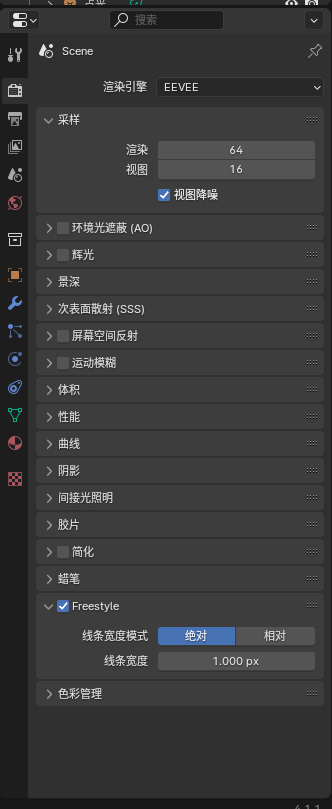 搜索
Scene
渲染引擎 EEVEE
采样
渲染 64
视图 16
视图降噪
环境光遮蔽 (AO)
辉光
景深
次表面散射 (SSS)
屏幕空间反射
运动模糊
体积
性能
曲线
阴影
间接光照明
胶片
简化
蜡笔
Freestyle
线条宽度模式 绝对 相对
线条宽度 1.000 px
色彩管理